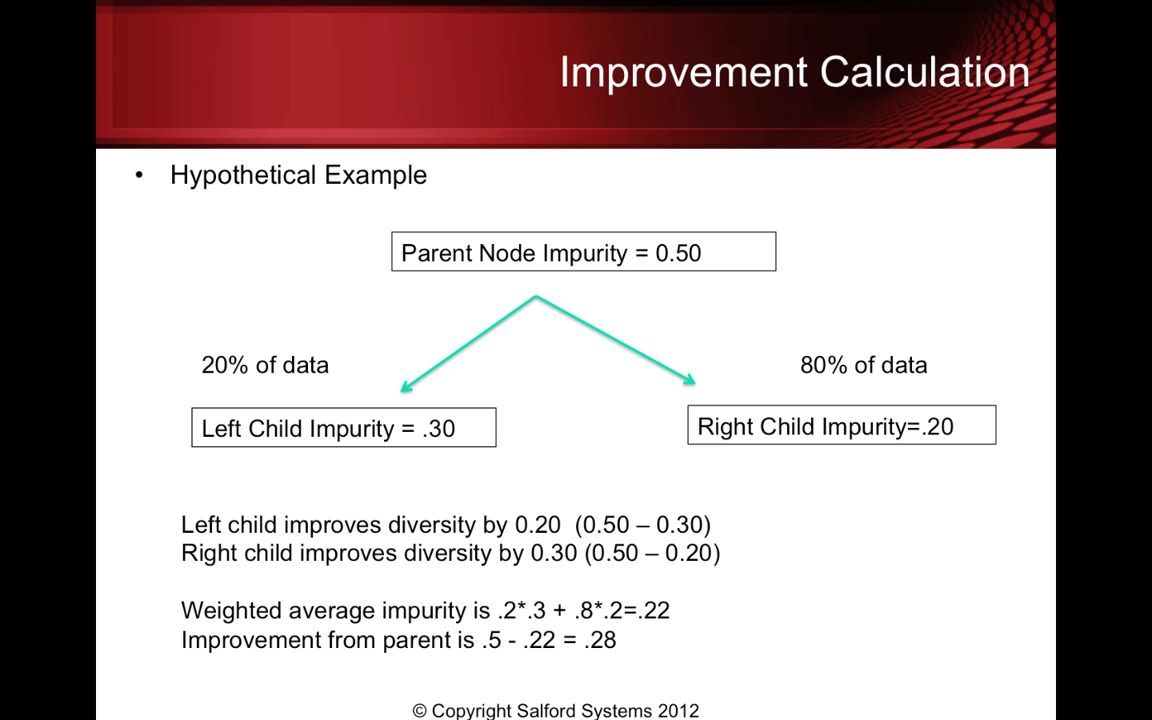 Improvement Calculation
• Hypothetical Example
Parent Node Impurity = 0.50
20% of data
80% of data
Left Child Impurity = .30
Right Child Impurity=.20
Left child improves diversity by 0.20 (0.50 – 0.30)
Right child improves diversity by 0.30 (0.50 – 0.20)
Weighted average impurity is .2*.3 + .8*.2=.22
Improvement from parent is .5 - .22 = .28
© Copyright Salford Systems 2012